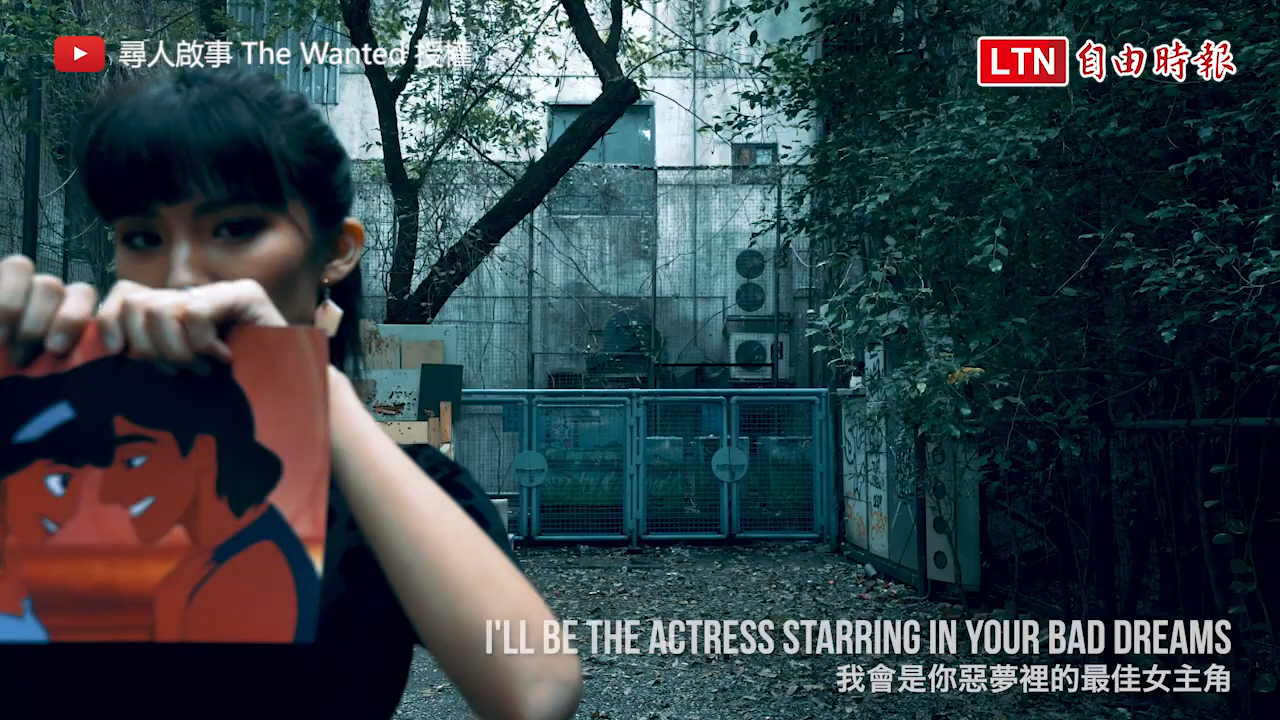 尋人啟事 The Wanted 授權
LTN 自由時報
I'LL BE THE ACTRESS STARRING IN YOUR BAD DREAMS
我會是你惡夢裡的最佳女主角